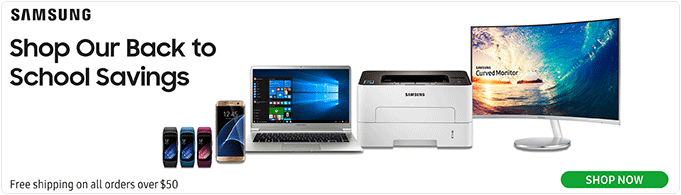 SAMSUNG
Shop Our Back to
School Savings
SAMSUNG
SAMSUNG
Curved Monitor
Free shipping on all orders over $50
SHOP NOW